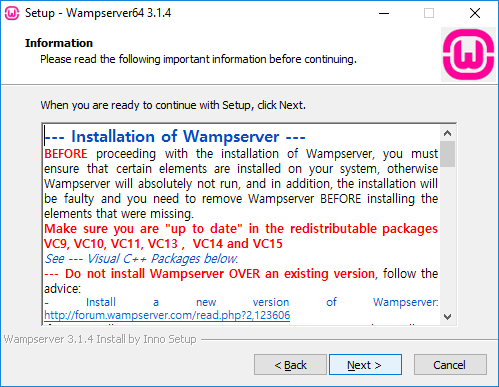 Setup - Wampserver64 3.1.4
Information
Please read the following important information before continuing.
When you are ready to continue with Setup, click Next.
--- Installation of Wampserver ---
BEFORE proceeding with the installation of Wampserver, you must
ensure that certain elements are installed on your system, otherwise
Wampserver will absolutely not run, and in addition, the installation will
be faulty and you need to remove Wampserver BEFORE installing the
elements that were missing.
Make sure you are "up to date" in the redistributable packages
VC9, VC10, VC11, VC13 , VC14 and VC15
See --- Visual C++ Packages below.
--- Do not install Wampserver OVER an existing version, follow the
advice:
- Install a new version of Wampserver:
http://forum.wampserver.com/read.php?2,123606
Wampserver 3.1.4 Install by Inno Setup
< Back
Next >
Cancel